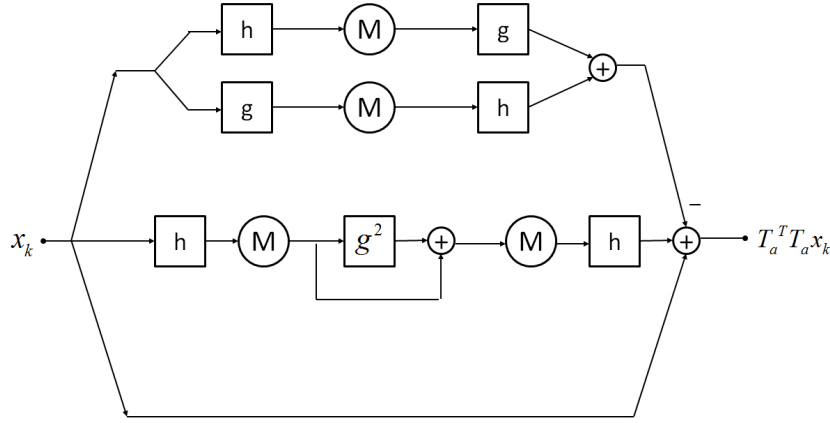 h M g
+
g M h
−
x_k h M g^2 + M h + T_a^T T_a x_k